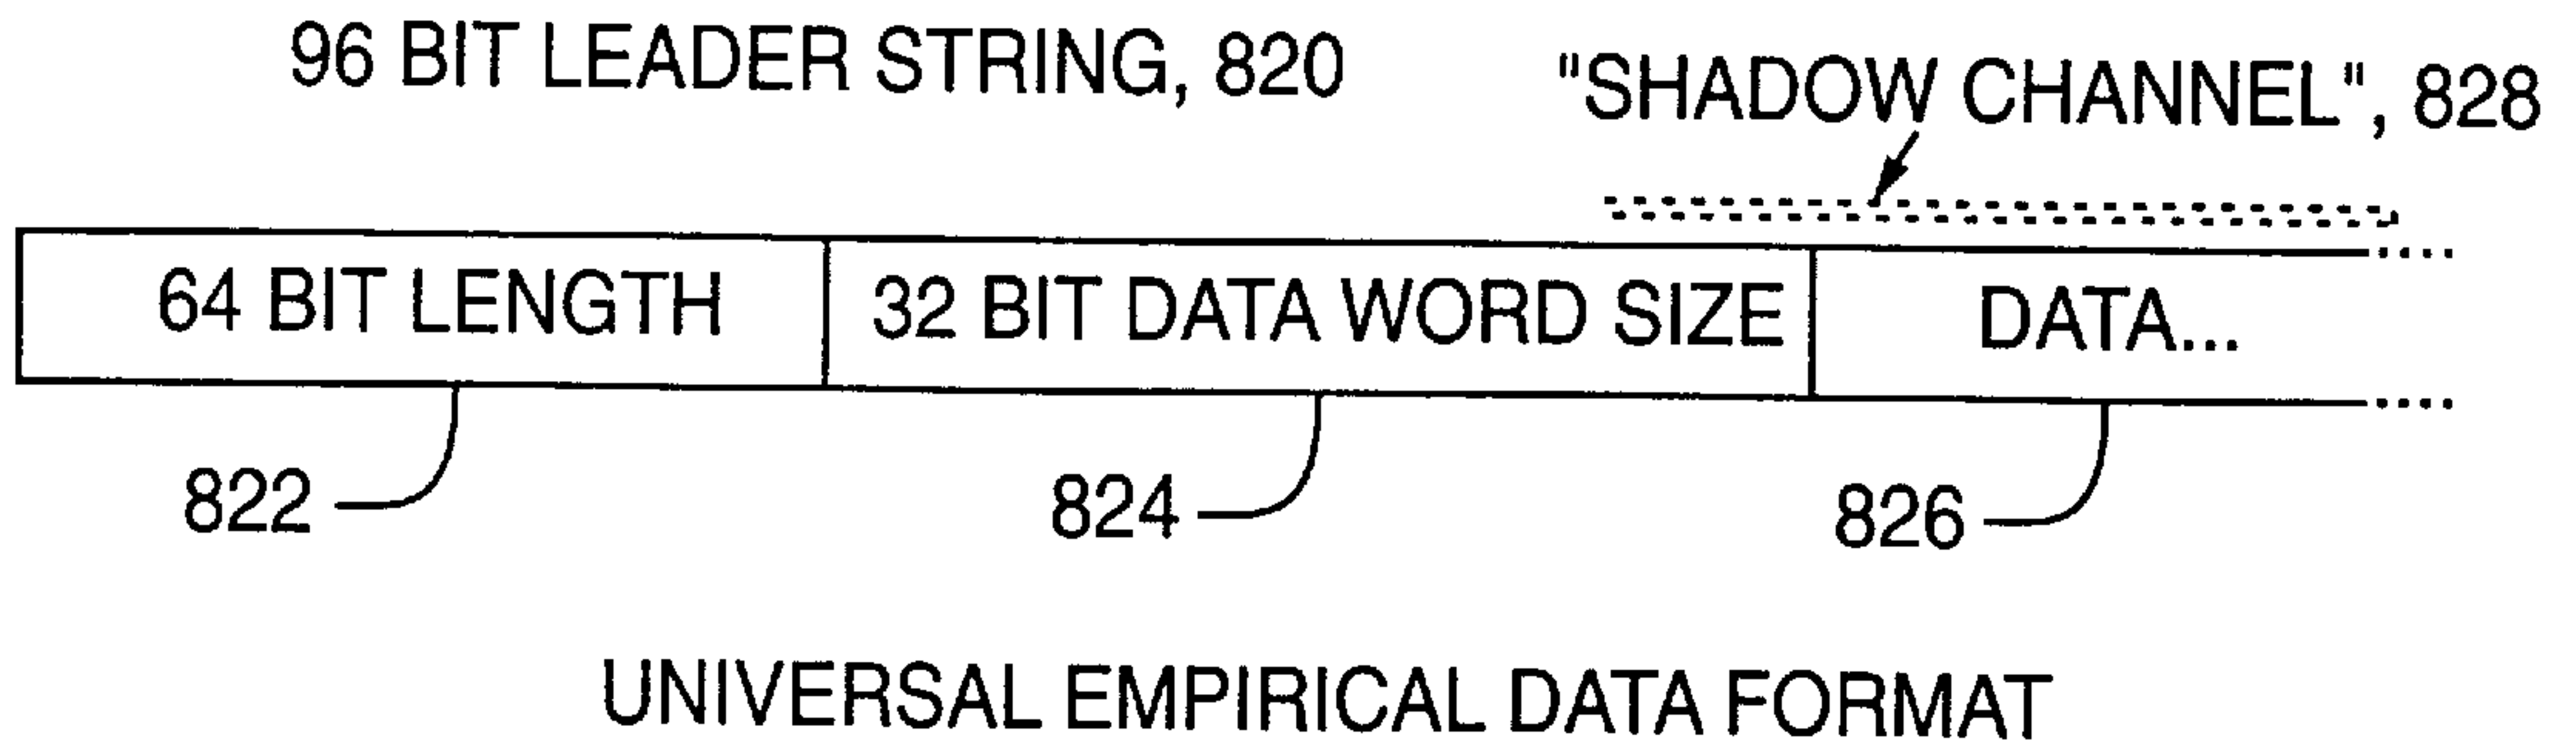 96 BIT LEADER STRING, 820
"SHADOW CHANNEL", 828
64 BIT LENGTH
32 BIT DATA WORD SIZE
DATA...
822
824
826
UNIVERSAL EMPIRICAL DATA FORMAT